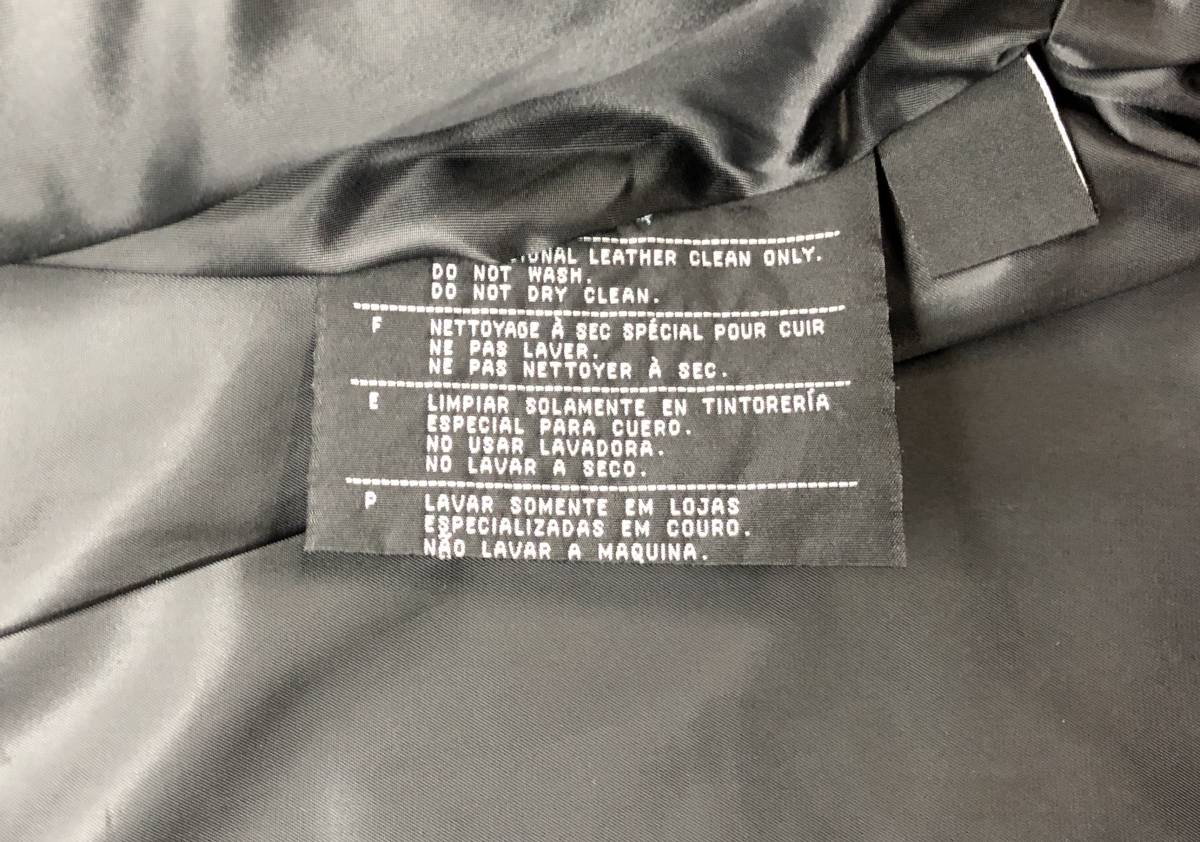 LEATHER CLEAN ONLY.
DO NOT WASH.
DO NOT DRY CLEAN.
F NETTOYAGE À SEC SPÉCIAL POUR CUIR
NE PAS LAVER.
NE PAS NETTOYER À SEC.
E LIMPIAR SOLAMENTE EN TINTORERÍA
ESPECIAL PARA CUERO.
NO USAR LAVADORA.
NO LAVAR A SECO.
P LAVAR SOMENTE EM LOJAS
ESPECIALIZADAS EM COURO.
NÃO LAVAR A MAQUINA.